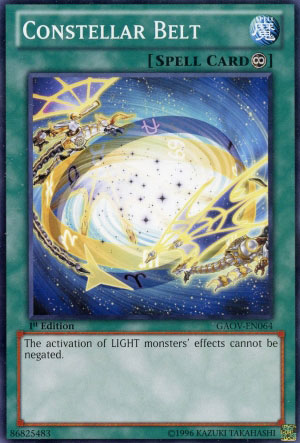 CONSTELLAR BELT
魔
[SPELL CARD∞]
1st Edition
GAOV-EN064
The activation of LIGHT monsters' effects cannot be
negated.
86825483
©1996 KAZUKI TAKAHASHI